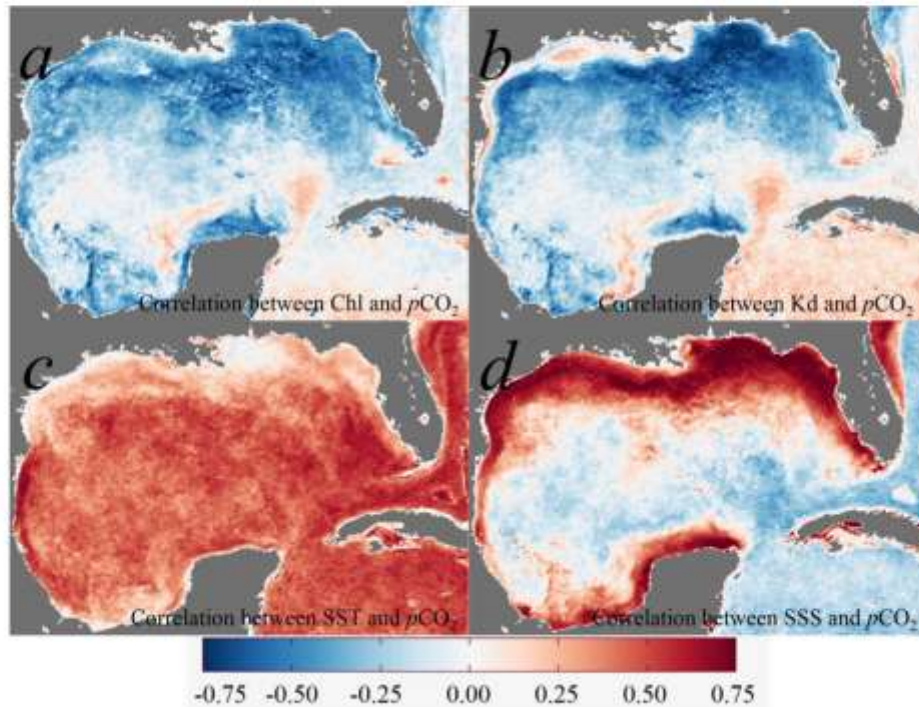 a
b
Correlation between Chl and pCO₂
Correlation between Kd and pCO₂
c
d
Correlation between SST and pCO₂
Correlation between SSS and pCO₂
-0.75 -0.50 -0.25 0.00 0.25 0.50 0.75